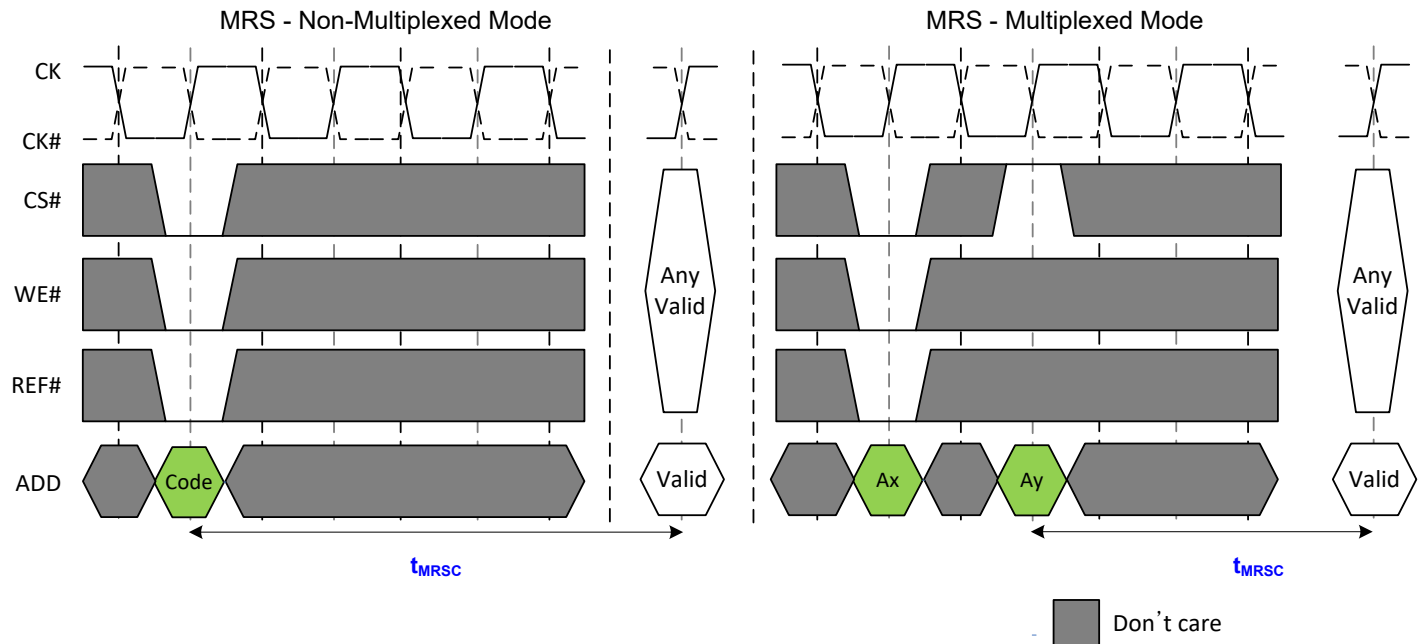 MRS - Non-Multiplexed Mode
MRS - Multiplexed Mode
CK
CK#
CS#
WE#
REF#
ADD
Any
Valid
Code
Valid
tMRSC
Any
Valid
Ax
Ay
Valid
tMRSC
Don't care